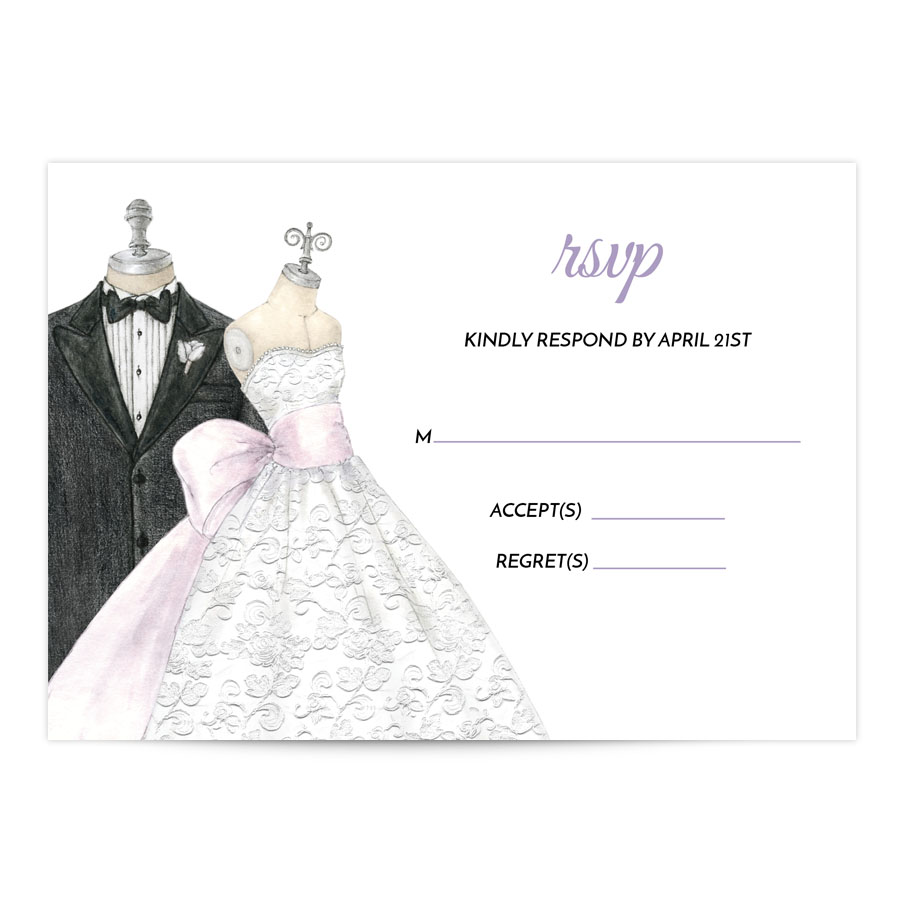 rsvp
KINDLY RESPOND BY APRIL 21ST
M
ACCEPT(S)
REGRET(S)